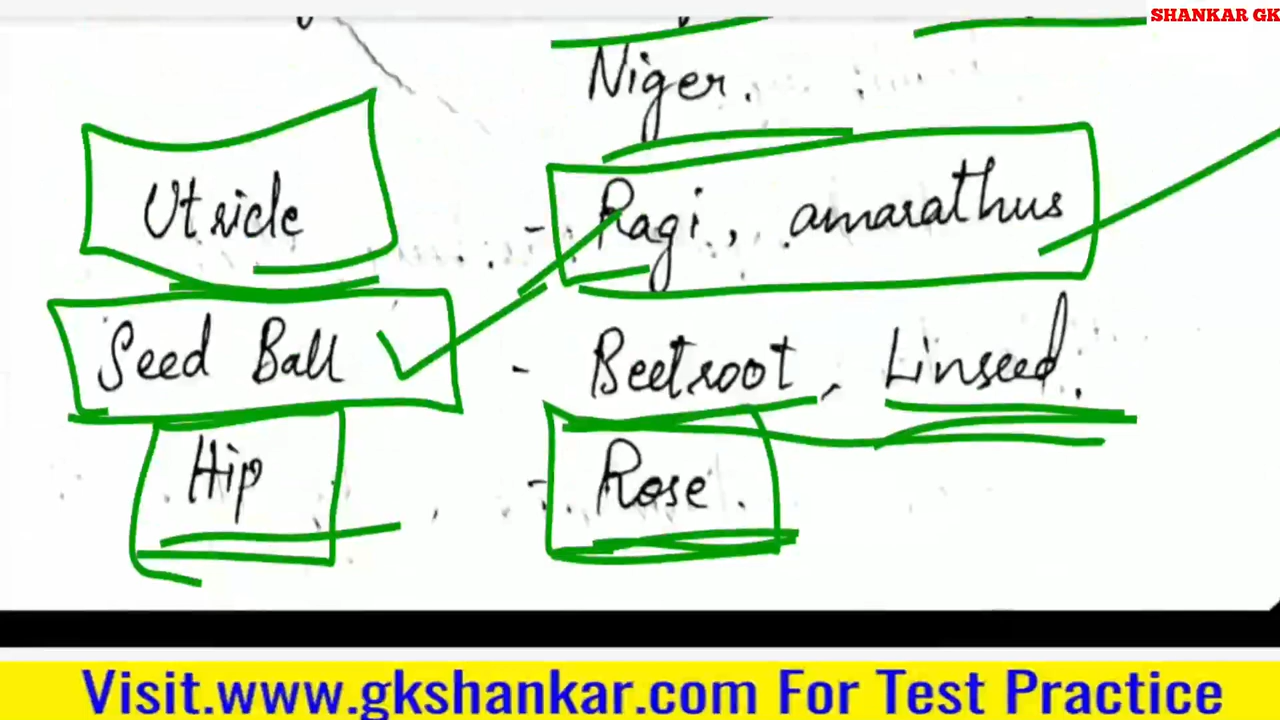 SHANKAR GK
Niger.
Utricle - Ragi, amarathus
Seed Ball - Beetroot, Linseed.
Hip - Rose.
Visit.www.gkshankar.com For Test Practice